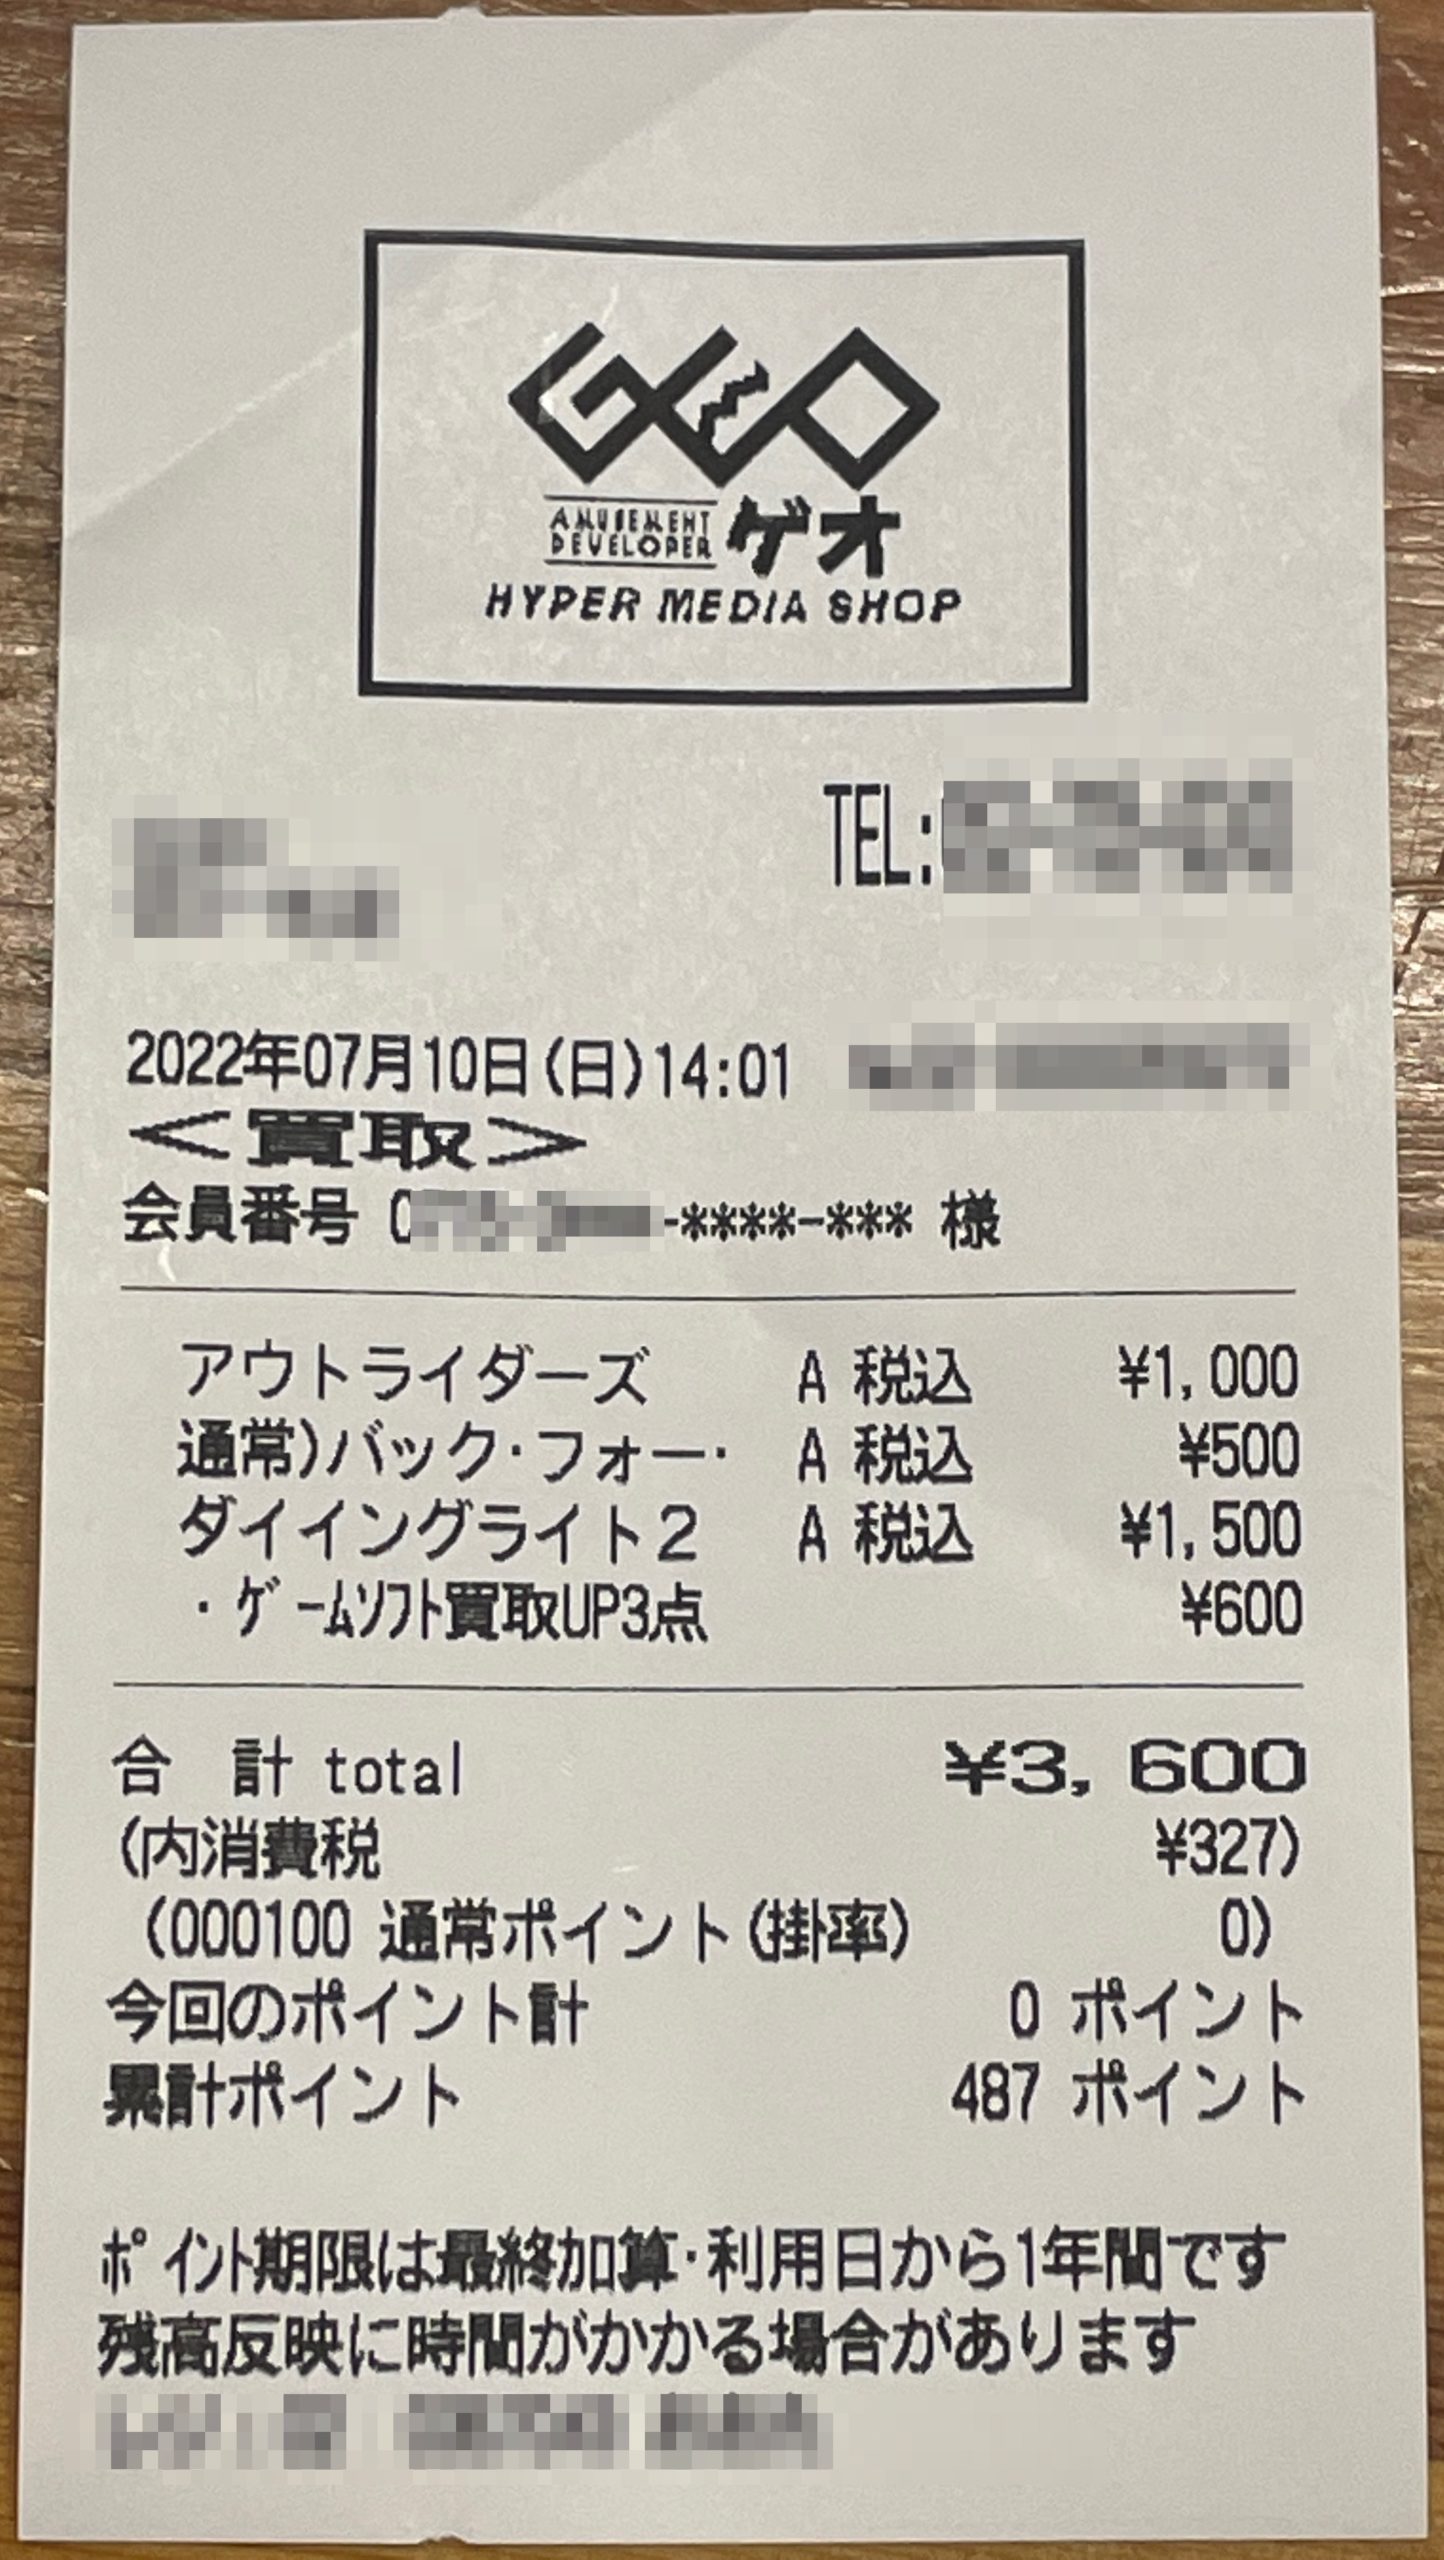 GEO
AMUSEMENT
DEVELOPER
ゲオ
HYPER MEDIA SHOP
TEL:
2022年07月10日(日)14:01
<買取>
会員番号 0 -****-*** 様
アウトライダーズ A 税込 ¥1,000
通常)バック・フォー・ A 税込 ¥500
ダイイングライト2 A 税込 ¥1,500
・ゲームソフト買取UP3点 ¥600
合 計 total ¥3,600
(内消費税 ¥327)
(000100 通常ポイント(掛率) 0)
今回のポイント計 0 ポイント
累計ポイント 487 ポイント
ポイント期限は最終加算・利用日から1年間です
残高反映に時間がかかる場合があります